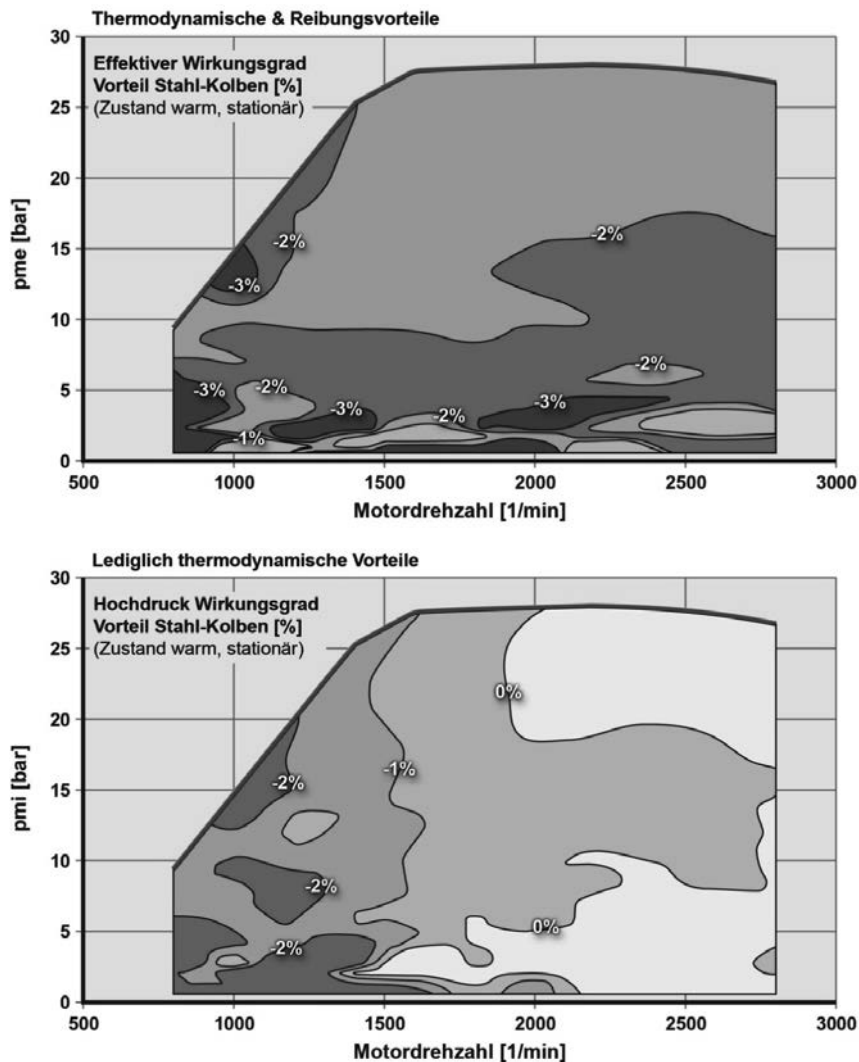 Thermodynamische & Reibungsvorteile
30
25
20
15
10
5
0
pme [bar]
Effektiver Wirkungsgrad
Vorteil Stahl-Kolben [%]
(Zustand warm, stationär)
-2%
-2%
-3%
-2%
-3%
-2%
-3%
-2%
-3%
-1%
500 1000 1500 2000 2500 3000
Motordrehzahl [1/min]
Lediglich thermodynamische Vorteile
30
25
20
15
10
5
0
pmi [bar]
Hochdruck Wirkungsgrad
Vorteil Stahl-Kolben [%]
(Zustand warm, stationär)
0%
-1%
-2%
-2%
0%
-2%
500 1000 1500 2000 2500 3000
Motordrehzahl [1/min]